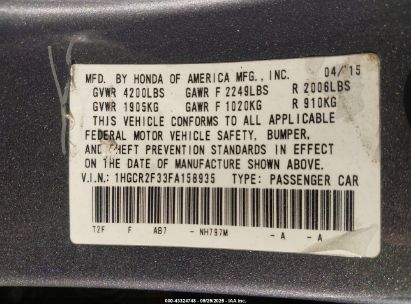 MFD. BY HONDA OF AMERICA MFG., INC. 04/15
GVWR 4200LBS GAWR F 2249LBS R 2006LBS
GVWR 1905KG GAWR F 1020KG R 910KG
THIS VEHICLE CONFORMS TO ALL APPLICABLE
FEDERAL MOTOR VEHICLE SAFETY, BUMPER,
AND THEFT PREVENTION STANDARDS IN EFFECT
ON THE DATE OF MANUFACTURE SHOWN ABOVE.
V.I.N.: 1HGCR2F33FA156935 TYPE: PASSENGER CAR
T2F F AB7 - NH797M - A - A